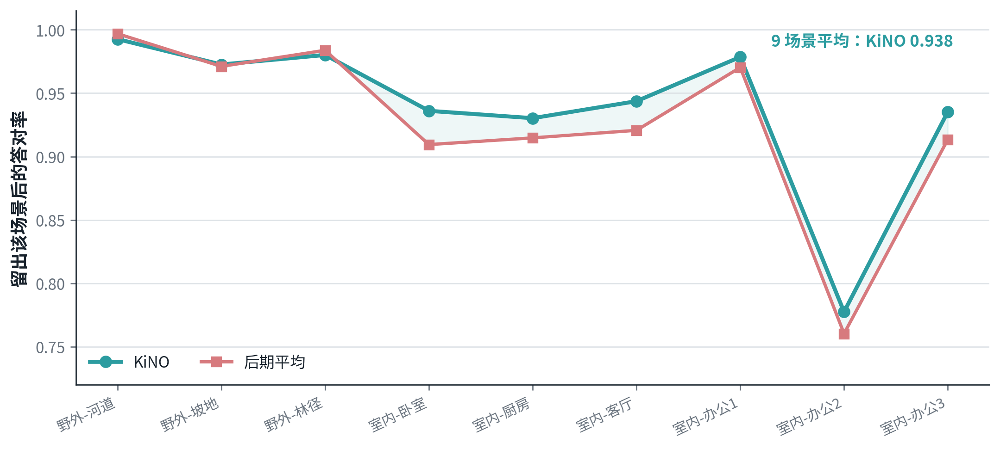 留出该场景后的答对率
1.00
0.95
0.90
0.85
0.80
0.75
9 场景平均：KiNO 0.938
KiNO
后期平均
野外-河道
野外-坡地
野外-林径
室内-卧室
室内-厨房
室内-客厅
室内-办公1
室内-办公2
室内-办公3